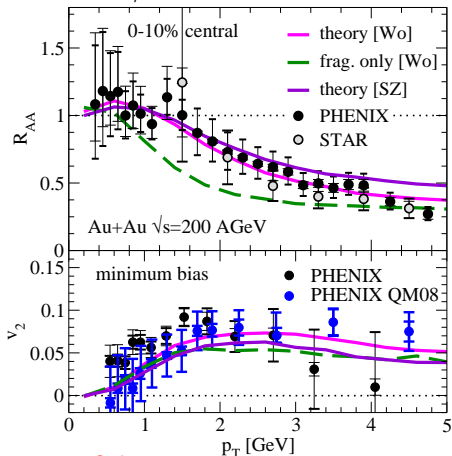 0-10% central
theory [Wo]
frag. only [Wo]
theory [SZ]
PHENIX
STAR
1.5
1
0.5
0
R_AA
Au+Au √s=200 AGeV
minimum bias
PHENIX
PHENIX QM08
0.15
0.1
0.05
0
v_2
0 1 2 3 4 5
p_T [GeV]